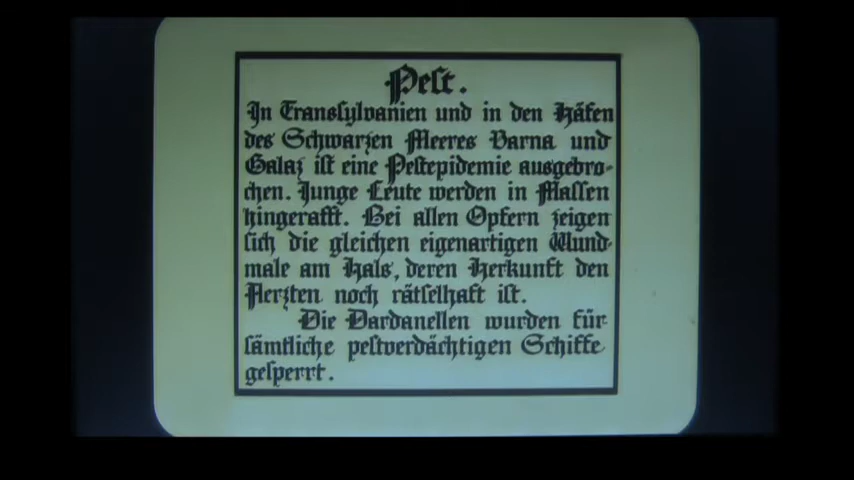 Pest.
In Transsylvanien und in den Häfen
des Schwarzen Meeres Varna und
Galaz ist eine Pestepidemie ausgebro-
chen. Junge Leute werden in Massen
hingerafft. Bei allen Opfern zeigen
sich die gleichen eigenartigen Wund-
male am Hals, deren Herkunft den
Aerzten noch rätselhaft ist.
Die Dardanellen wurden für
sämtliche pestverdächtigen Schiffe
gesperrt.